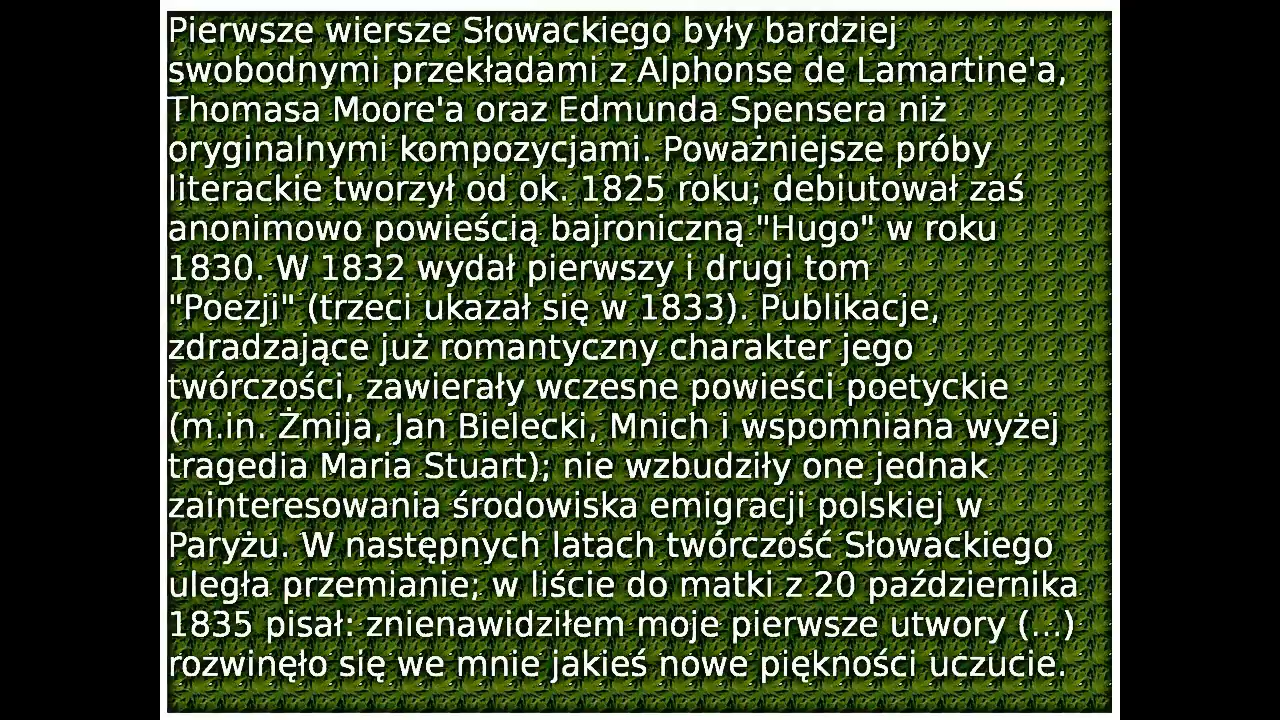 Pierwsze wiersze Słowackiego były bardziej
swobodnymi przekładami z Alphonse de Lamartine'a,
Thomasa Moore'a oraz Edmunda Spensera niż
oryginalnymi kompozycjami. Poważniejsze próby
literackie tworzył od ok. 1825 roku; debiutował zaś
anonimowo powieścią bajroniczną "Hugo" w roku
1830. W 1832 wydał pierwszy i drugi tom
"Poezji" (trzeci ukazał się w 1833). Publikacje,
zdradzające już romantyczny charakter jego
twórczości, zawierały wczesne powieści poetyckie
(m.in. Żmija, Jan Bielecki, Mnich i wspomniana wyżej
tragedia Maria Stuart); nie wzbudziły one jednak
zainteresowania środowiska emigracji polskiej w
Paryżu. W następnych latach twórczość Słowackiego
uległa przemianie; w liście do matki z 20 października
1835 pisał: znienawidziłem moje pierwsze utwory (...)
rozwinęło się we mnie jakieś nowe piękności uczucie.